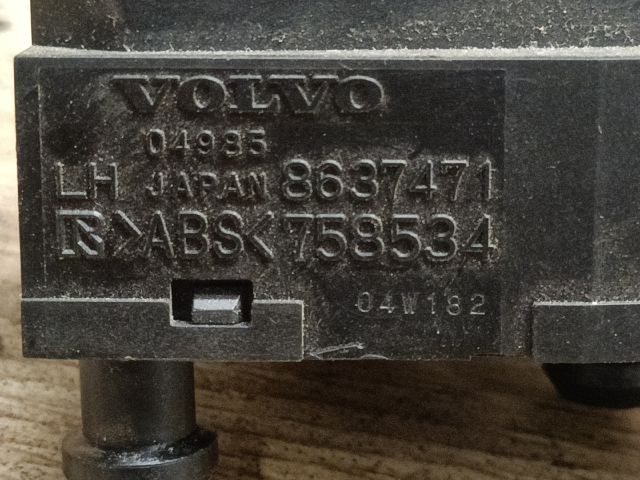 VOLVO
04985
LH JAPAN 8637471
R >ABS< 758534
04W182